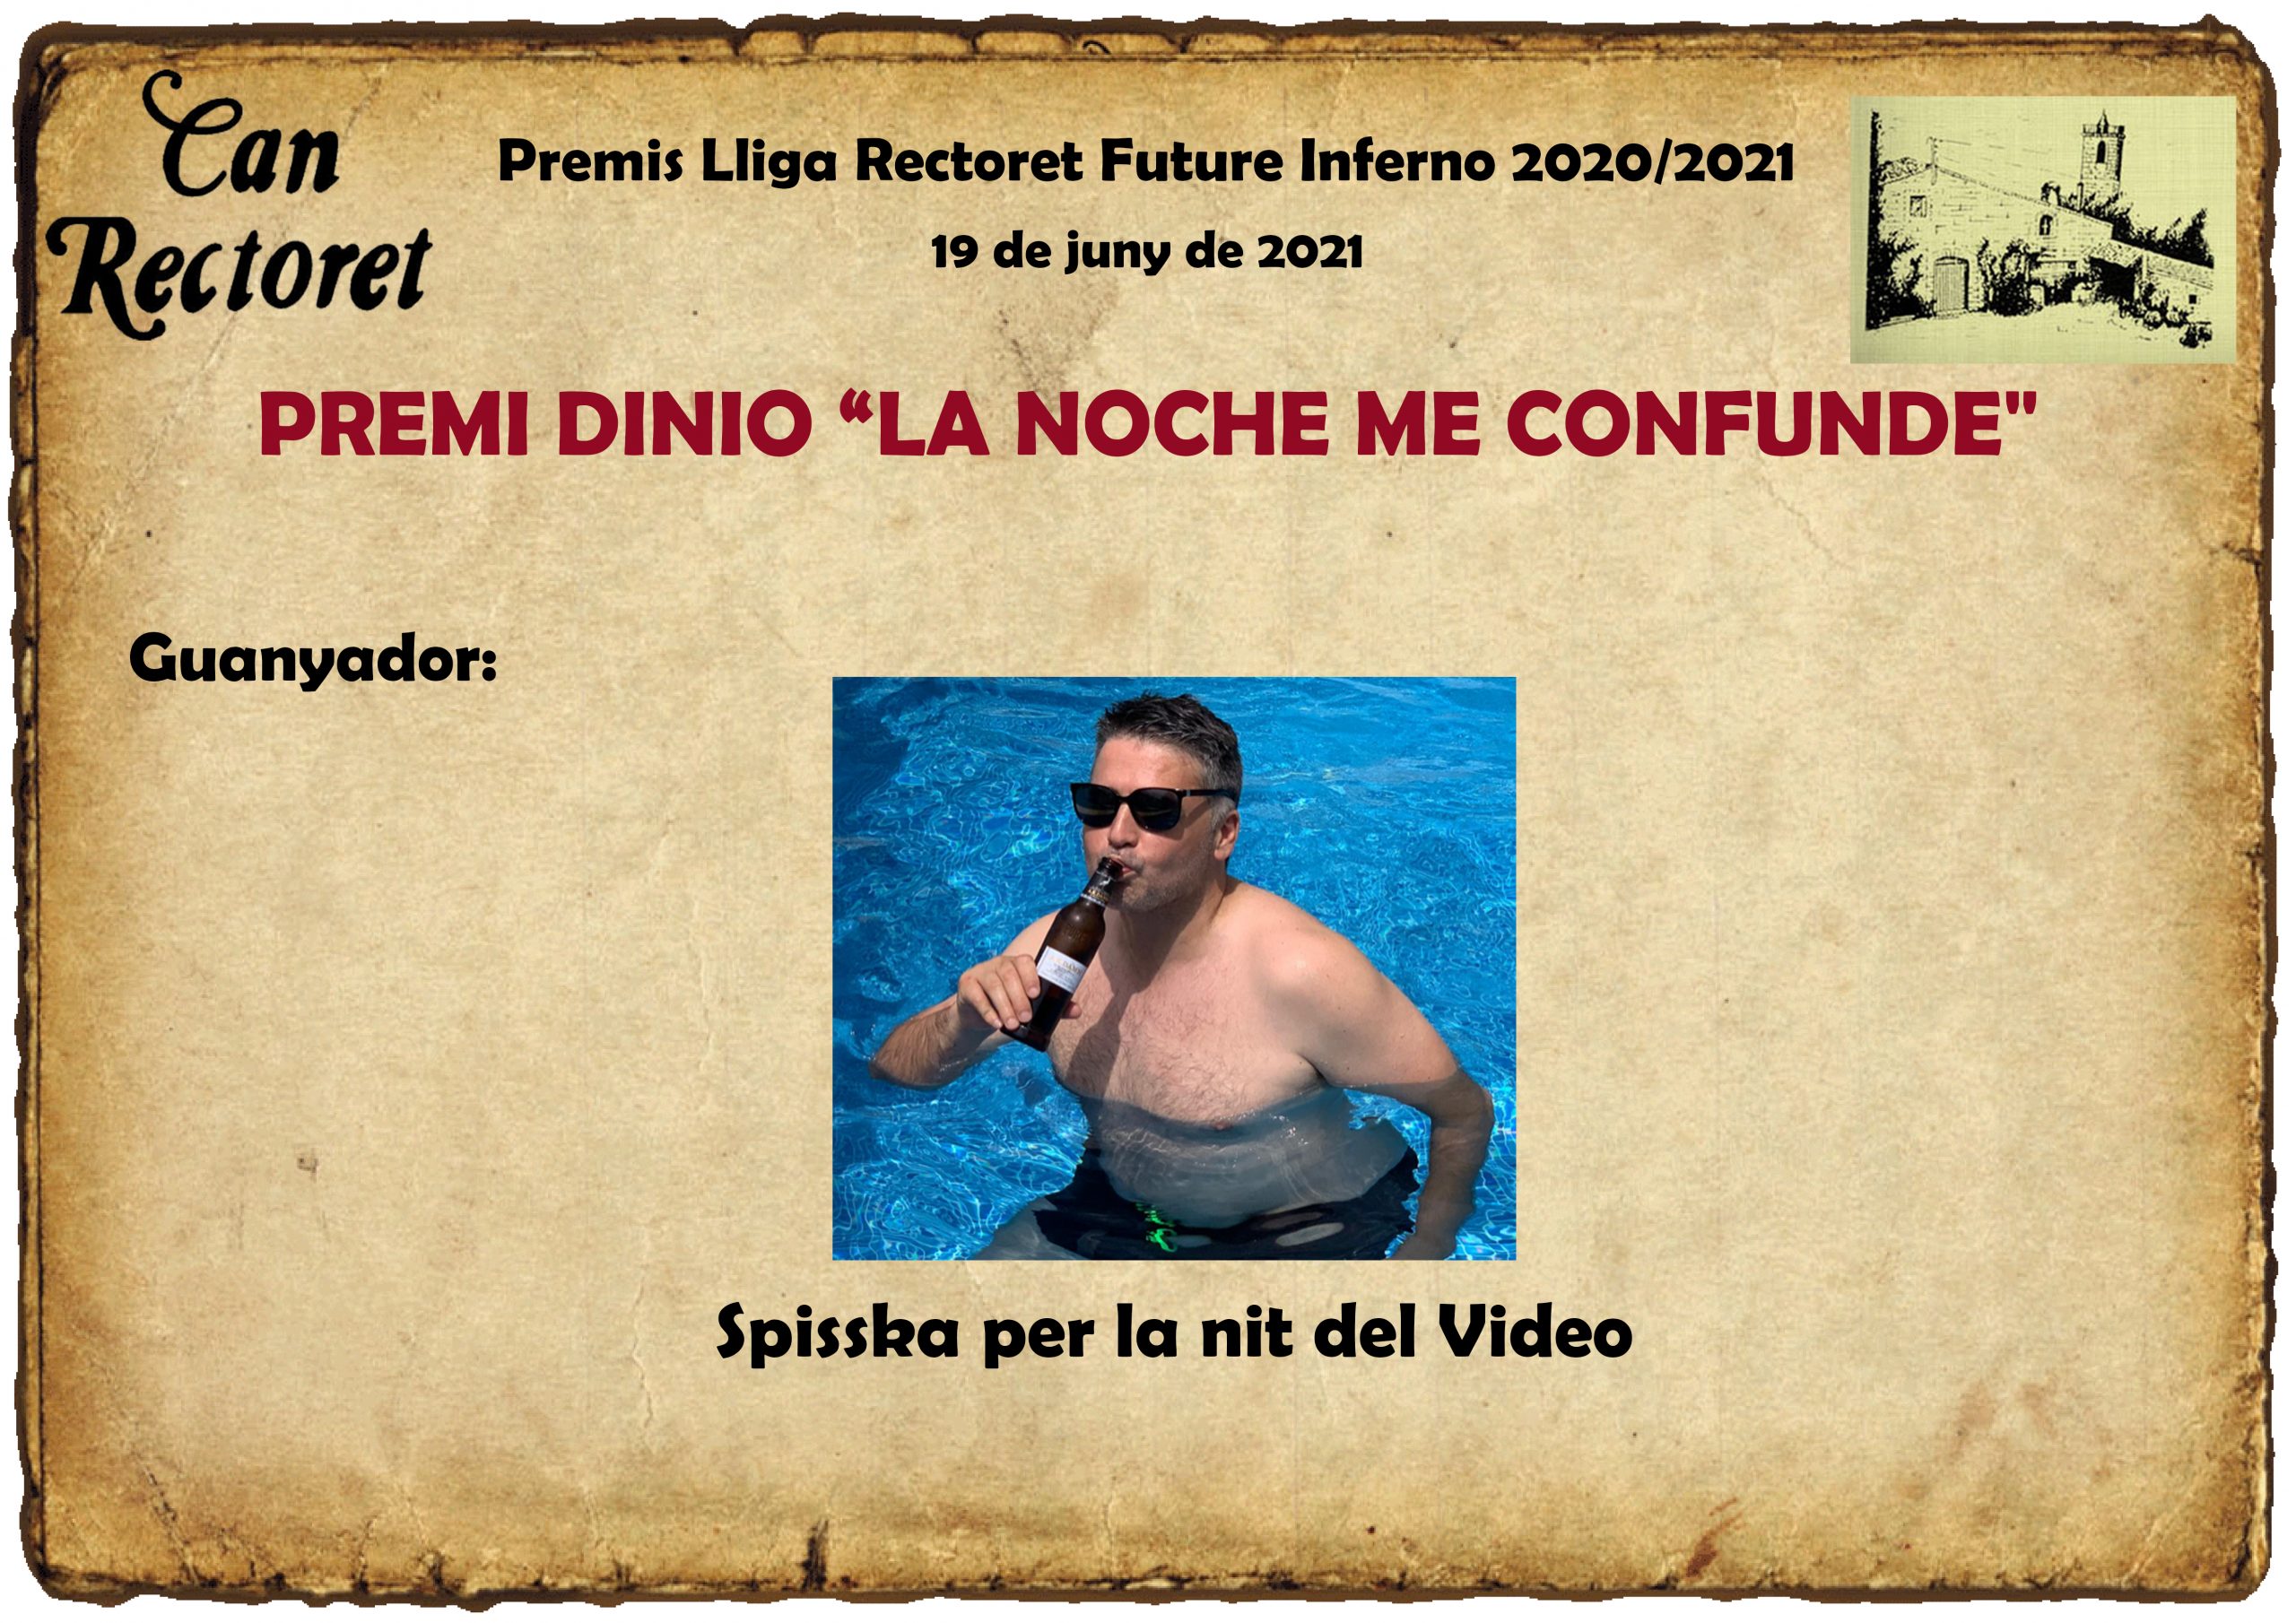 Can
Rectoret
Premis Lliga Rectoret Future Inferno 2020/2021
19 de juny de 2021
PREMI DINIO “LA NOCHE ME CONFUNDE"
Guanyador:
Spisska per la nit del Video